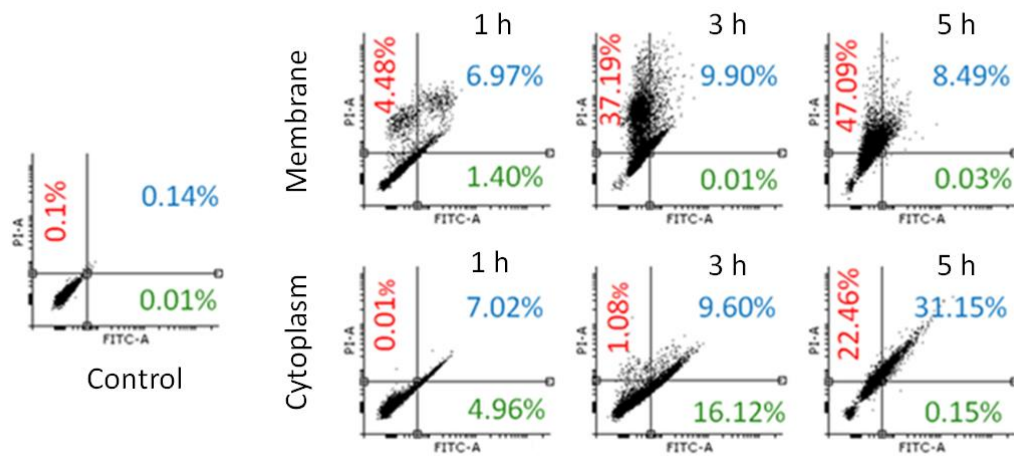 1 h
3 h
5 h
Membrane
PI-A
4.48%
6.97%
1.40%
FITC-A
PI-A
37.19%
9.90%
0.01%
FITC-A
PI-A
47.09%
8.49%
0.03%
FITC-A
PI-A
0.1%
0.14%
0.01%
FITC-A
Control
1 h
3 h
5 h
Cytoplasm
PI-A
0.01%
7.02%
4.96%
FITC-A
PI-A
1.08%
9.60%
16.12%
FITC-A
PI-A
22.46%
31.15%
0.15%
FITC-A